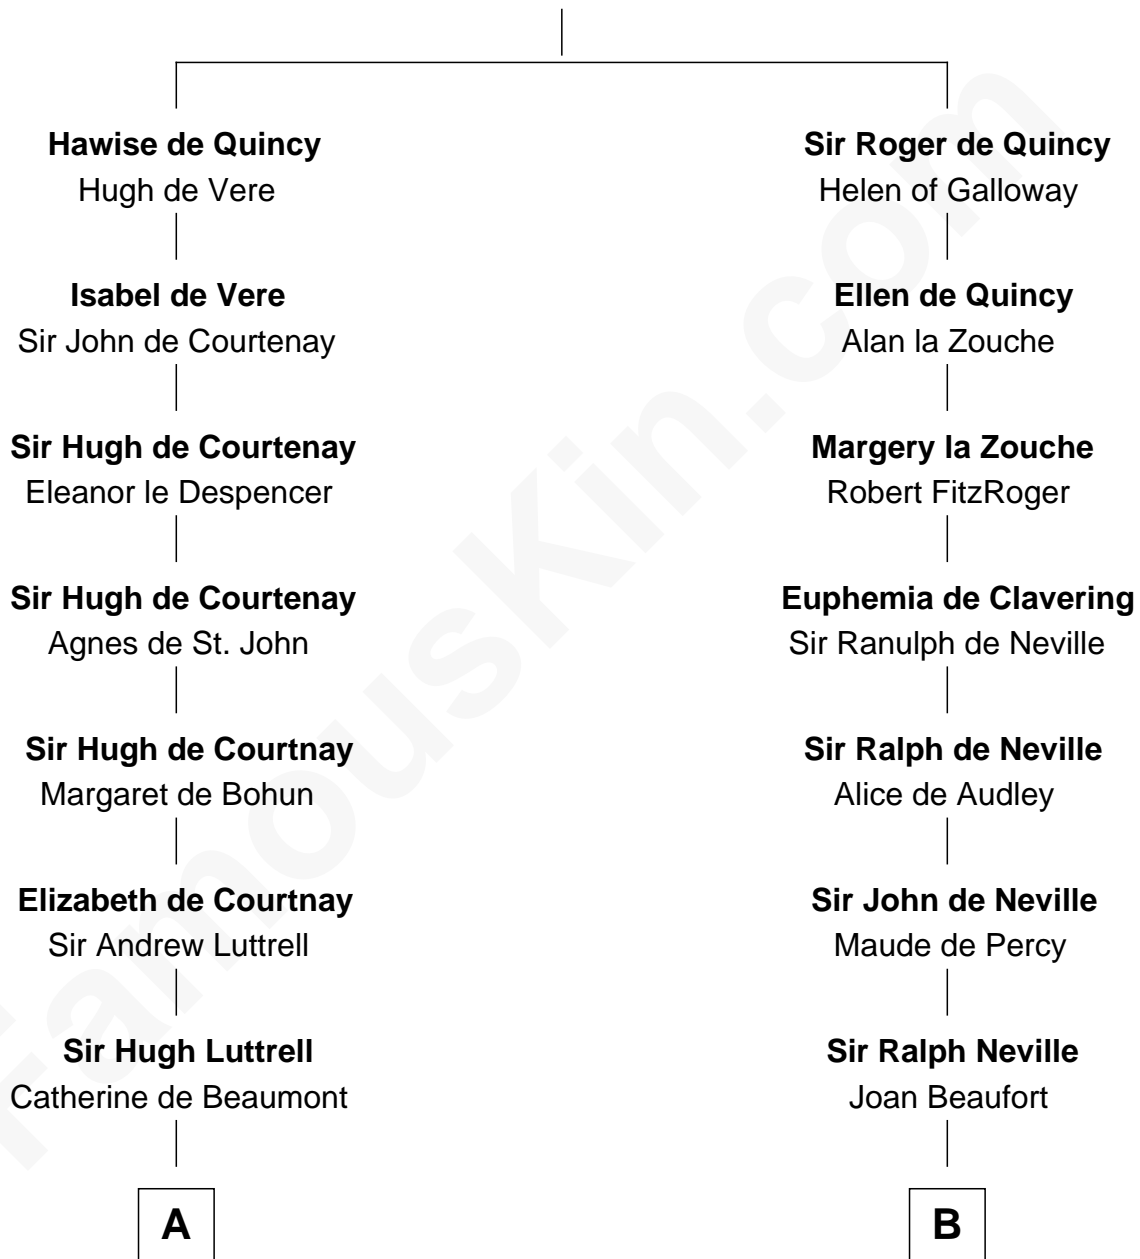 Hawise de Quincy
Hugh de Vere
Isabel de Vere
Sir John de Courtenay
Sir Hugh de Courtenay
Eleanor le Despencer
Sir Hugh de Courtenay
Agnes de St. John
Sir Hugh de Courtnay
Margaret de Bohun
Elizabeth de Courtnay
Sir Andrew Luttrell
Sir Hugh Luttrell
Catherine de Beaumont
A
Sir Roger de Quincy
Helen of Galloway
Ellen de Quincy
Alan la Zouche
Margery la Zouche
Robert FitzRoger
Euphemia de Clavering
Sir Ranulph de Neville
Sir Ralph de Neville
Alice de Audley
Sir John de Neville
Maude de Percy
Sir Ralph Neville
Joan Beaufort
B
FamousKin.com